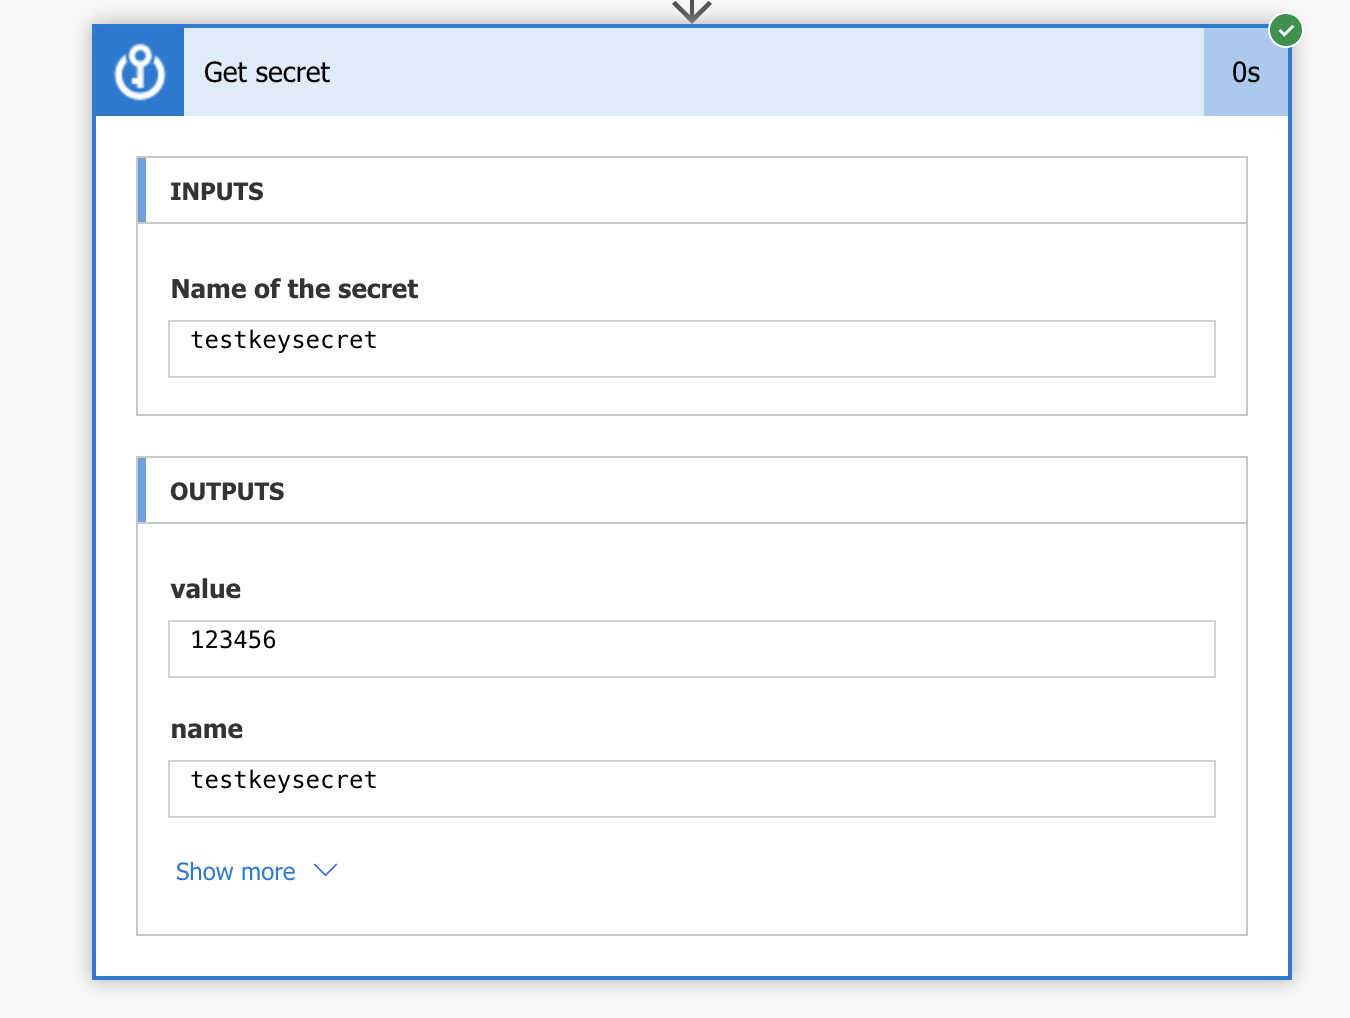 Get secret
0s
INPUTS
Name of the secret
testkeysecret
OUTPUTS
value
123456
name
testkeysecret
Show more